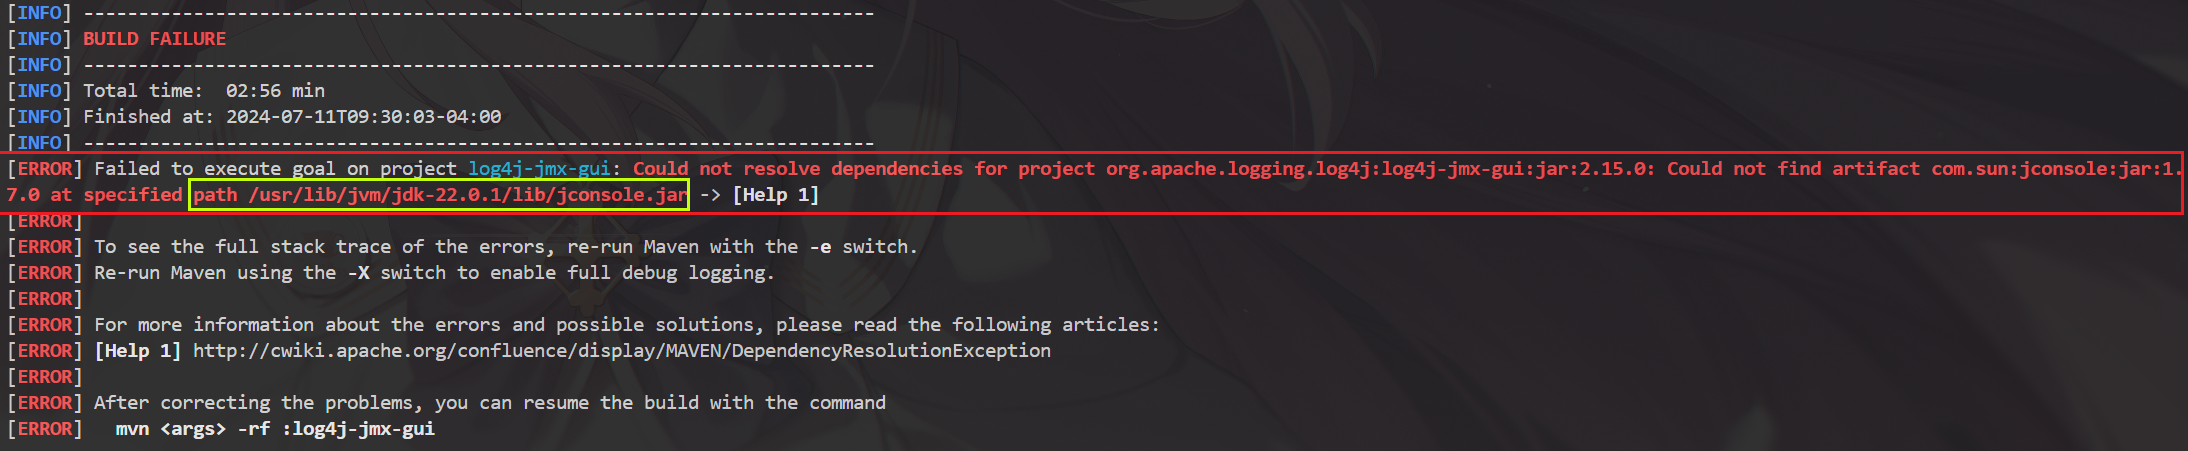 [INFO] ------------------------------------------------------------------------
[INFO] BUILD FAILURE
[INFO] ------------------------------------------------------------------------
[INFO] Total time:  02:56 min
[INFO] Finished at: 2024-07-11T09:30:03-04:00
[INFO] ------------------------------------------------------------------------
[ERROR] Failed to execute goal on project log4j-jmx-gui: Could not resolve dependencies for project org.apache.logging.log4j:log4j-jmx-gui:jar:2.15.0: Could not find artifact com.sun:jconsole:jar:1.
7.0 at specified path /usr/lib/jvm/jdk-22.0.1/lib/jconsole.jar -> [Help 1]
[ERROR]
[ERROR] To see the full stack trace of the errors, re-run Maven with the -e switch.
[ERROR] Re-run Maven using the -X switch to enable full debug logging.
[ERROR]
[ERROR] For more information about the errors and possible solutions, please read the following articles:
[ERROR] [Help 1] http://cwiki.apache.org/confluence/display/MAVEN/DependencyResolutionException
[ERROR]
[ERROR] After correcting the problems, you can resume the build with the command
[ERROR]   mvn <args> -rf :log4j-jmx-gui